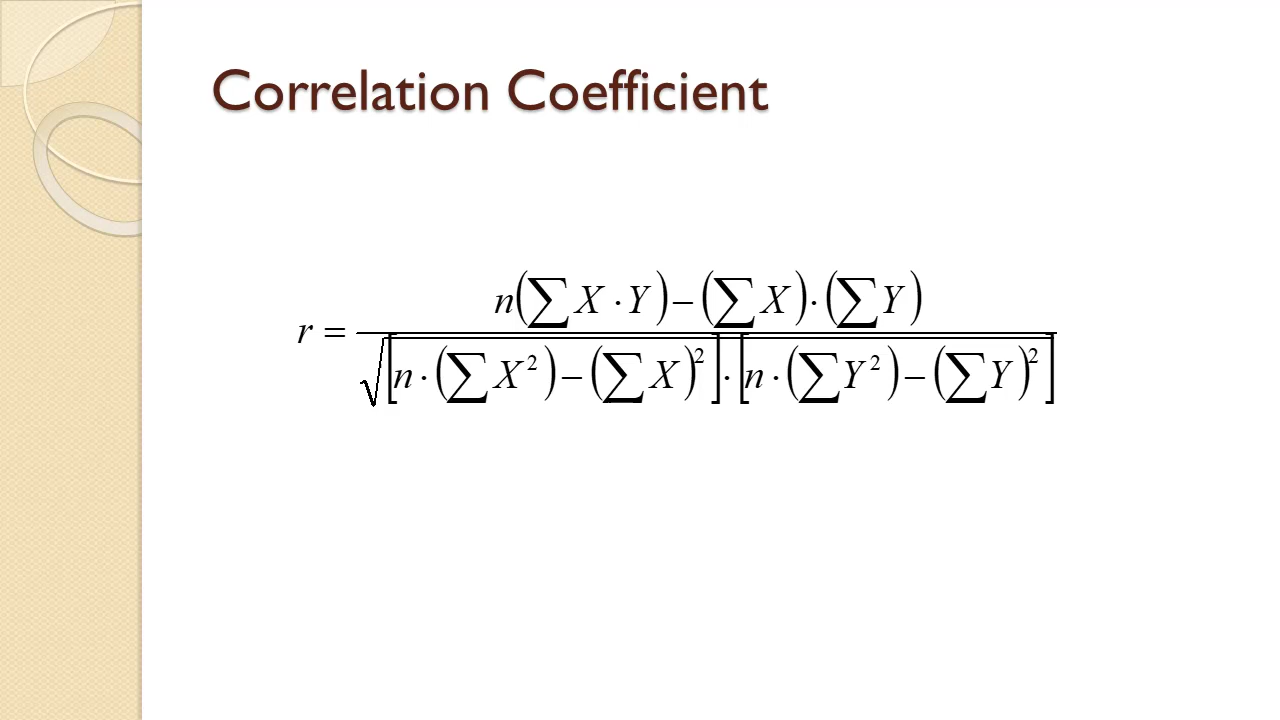 Correlation Coefficient
r = n(∑ X · Y) – (∑ X) · (∑ Y)
√[n · (∑ X²) – (∑ X)²] · [n · (∑ Y²) – (∑ Y)²]